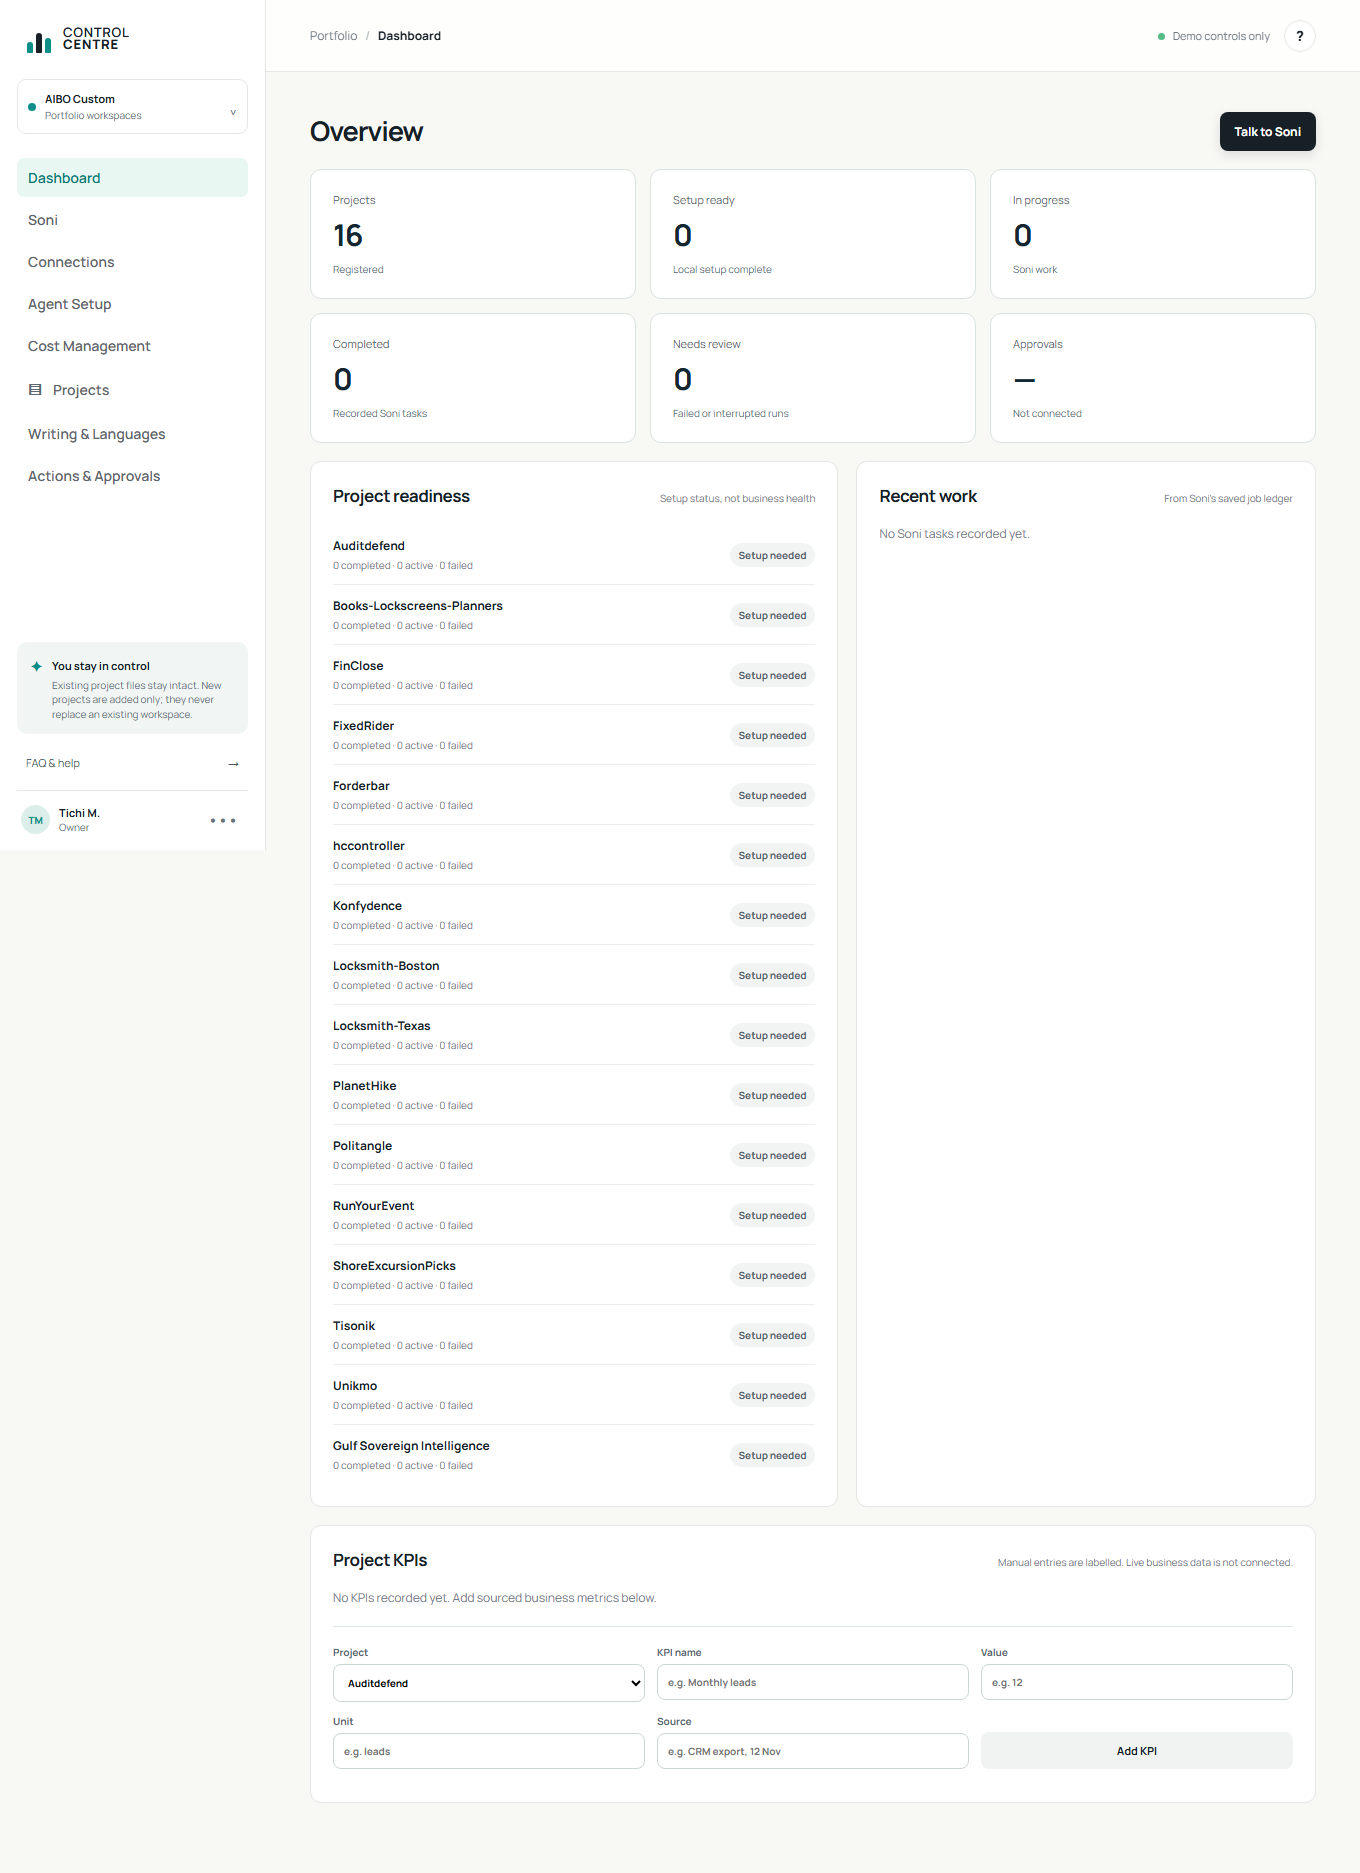 CONTROL
CENTRE
AIBO Custom
Portfolio workspaces
v
Dashboard
Soni
Connections
Agent Setup
Cost Management
Projects
Writing & Languages
Actions & Approvals
You stay in control
Existing project files stay intact. New
projects are added only; they never
replace an existing workspace.
FAQ & help →
TM
Tichi M.
Owner
Portfolio / Dashboard
Demo controls only
?
Overview
Talk to Soni
Projects
16
Registered
Setup ready
0
Local setup complete
In progress
0
Soni work
Completed
0
Recorded Soni tasks
Needs review
0
Failed or interrupted runs
Approvals
—
Not connected
Project readiness
Setup status, not business health
Auditdefend
0 completed · 0 active · 0 failed
Setup needed
Books-Lockscreens-Planners
0 completed · 0 active · 0 failed
Setup needed
FinClose
0 completed · 0 active · 0 failed
Setup needed
FixedRider
0 completed · 0 active · 0 failed
Setup needed
Forderbar
0 completed · 0 active · 0 failed
Setup needed
hccontroller
0 completed · 0 active · 0 failed
Setup needed
Konfydence
0 completed · 0 active · 0 failed
Setup needed
Locksmith-Boston
0 completed · 0 active · 0 failed
Setup needed
Locksmith-Texas
0 completed · 0 active · 0 failed
Setup needed
PlanetHike
0 completed · 0 active · 0 failed
Setup needed
Politangle
0 completed · 0 active · 0 failed
Setup needed
RunYourEvent
0 completed · 0 active · 0 failed
Setup needed
ShoreExcursionPicks
0 completed · 0 active · 0 failed
Setup needed
Tisonik
0 completed · 0 active · 0 failed
Setup needed
Unikmo
0 completed · 0 active · 0 failed
Setup needed
Gulf Sovereign Intelligence
0 completed · 0 active · 0 failed
Setup needed
Recent work
From Soni's saved job ledger
No Soni tasks recorded yet.
Project KPIs
Manual entries are labelled. Live business data is not connected.
No KPIs recorded yet. Add sourced business metrics below.
Project
Auditdefend
KPI name
e.g. Monthly leads
Value
e.g. 12
Unit
e.g. leads
Source
e.g. CRM export, 12 Nov
Add KPI